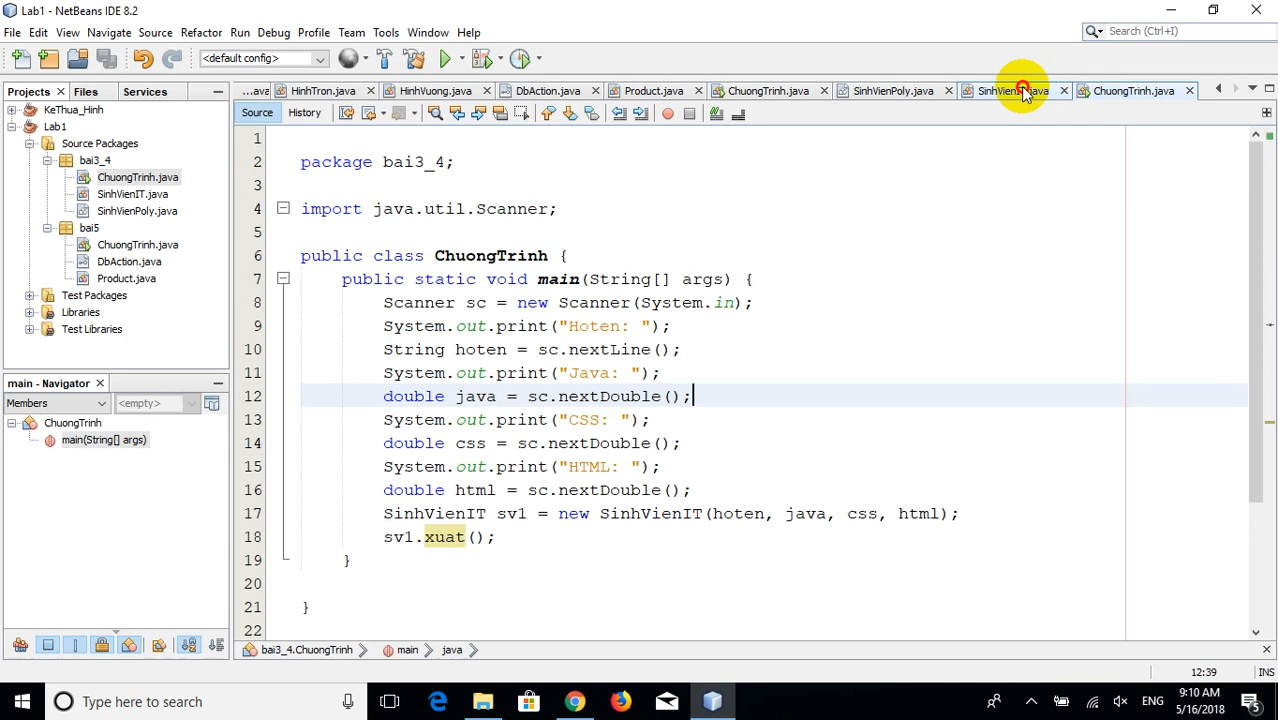 Lab1 - NetBeans IDE 8.2
File Edit View Navigate Source Refactor Run Debug Profile Team Tools Window Help
Search (Ctrl+I)
<default config>
Projects Files Services
...ava hTron.java HinhVuong.java DbAction.java Product.java ChuongTrinh.java SinhVienPoly.java ChuongTrinh.java
Source History
KeThua_Hinh
Lab1
Source Packages
bai3_4
ChuongTrinh.java
SinhVienIT.java
SinhVienPoly.java
bai5
ChuongTrinh.java
DbAction.java
Product.java
Test Packages
Libraries
Test Libraries
main - Navigator
Members <empty>
ChuongTrinh
main(String[] args)
1
2 package bai3_4;
3
4 import java.util.Scanner;
5
6 public class ChuongTrinh {
7 public static void main(String[] args) {
8 Scanner sc = new Scanner(System.in);
9 System.out.print("Hoten: ");
10 String hoten = sc.nextLine();
11 System.out.print("Java: ");
12 double java = sc.nextDouble();
13 System.out.print("CSS: ");
14 double css = sc.nextDouble();
15 System.out.print("HTML: ");
16 double html = sc.nextDouble();
17 SinhVienIT sv1 = new SinhVienIT(hoten, java, css, html);
18 sv1.xuat();
19 }
20
21 }
22
bai3_4.ChuongTrinh main java
12:39 INS
Type here to search
ENG
9:10 AM
5/16/2018
5